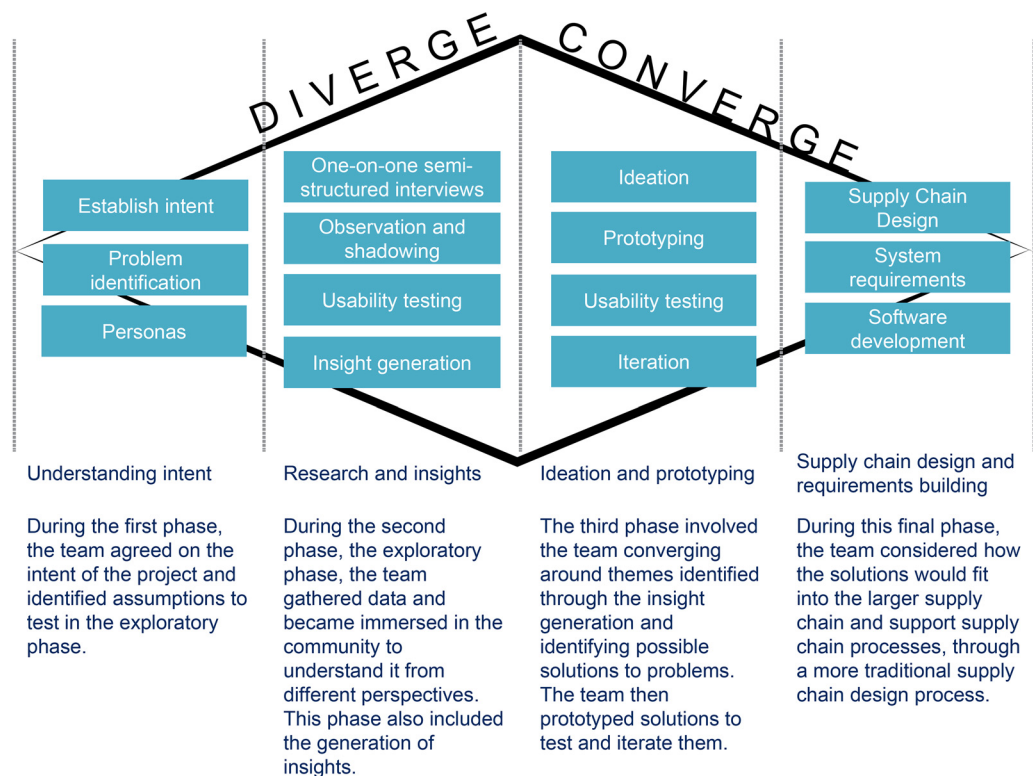 DIVERGE
CONVERGE
Establish intent
Problem
identification
Personas
One-on-one semi-
structured interviews
Observation and
shadowing
Usability testing
Insight generation
Ideation
Prototyping
Usability testing
Iteration
Supply Chain
Design
System
requirements
Software
development
Understanding intent
During the first phase,
the team agreed on the
intent of the project and
identified assumptions to
test in the exploratory
phase.
Research and insights
During the second
phase, the exploratory
phase, the team
gathered data and
became immersed in the
community to
understand it from
different perspectives.
This phase also included
the generation of
insights.
Ideation and prototyping
The third phase involved
the team converging
around themes identified
through the insight
generation and
identifying possible
solutions to problems.
The team then
prototyped solutions to
test and iterate them.
Supply chain design and
requirements building
During this final phase,
the team considered how
the solutions would fit
into the larger supply
chain and support supply
chain processes, through
a more traditional supply
chain design process.